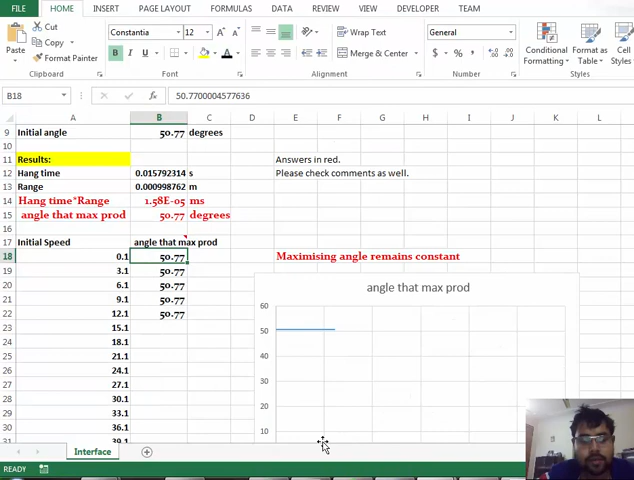 FILE HOME INSERT PAGE LAYOUT FORMULAS DATA REVIEW VIEW DEVELOPER TEAM
Cut
Copy
Format Painter
Paste
Clipboard
Constantia 12
B I U
Font
Wrap Text
Merge & Center
Alignment
General
$ % ,
Number
Conditional Formatting
Format as Table
Cell Styles
Styles
B18 fx 50.7700004577636
A B C D E F G H I J K L
9 Initial angle 50.77 degrees
10
11 Results: Answers in red.
12 Hang time 0.015792314 s Please check comments as well.
13 Range 0.000998762 m
14 Hang time*Range 1.58E-05 ms
15 angle that max prod 50.77 degrees
16
17 Initial Speed angle that max prod
18 0.1 50.77 Maximising angle remains constant
19 3.1 50.77
20 6.1 50.77
21 9.1 50.77
22 12.1 50.77
23 15.1
24 18.1
25 21.1
26 24.1
27 27.1
28 30.1
29 33.1
30 36.1
31 39.1
angle that max prod
60
50
40
30
20
10
Interface
READY